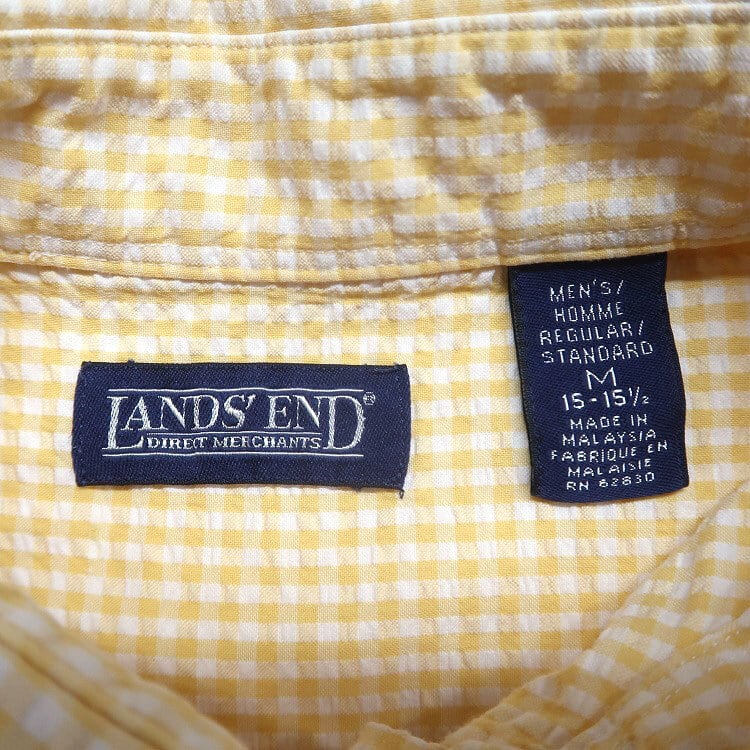 LANDS' END®
DIRECT MERCHANTS
MEN'S/
HOMME
REGULAR/
STANDARD
M
15-15½
MADE IN
MALAYSIA
FABRIQUE EN
MALAISIE
RN 62830